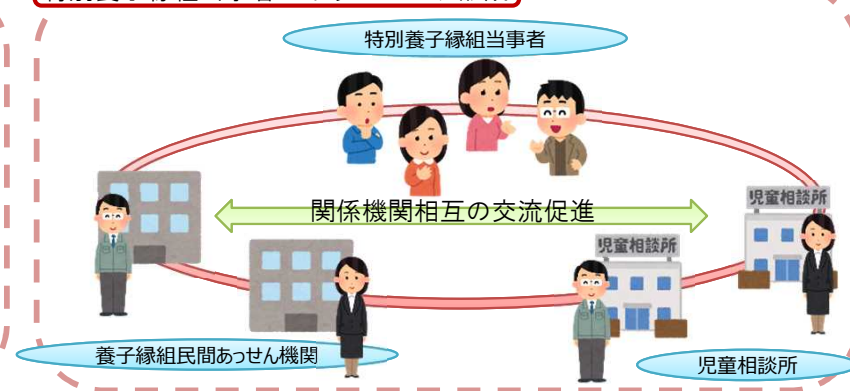 特別養子縁組当事者
関係機関相互の交流促進
児童相談所
児童相談所
養子縁組民間あっせん機関
児童相談所